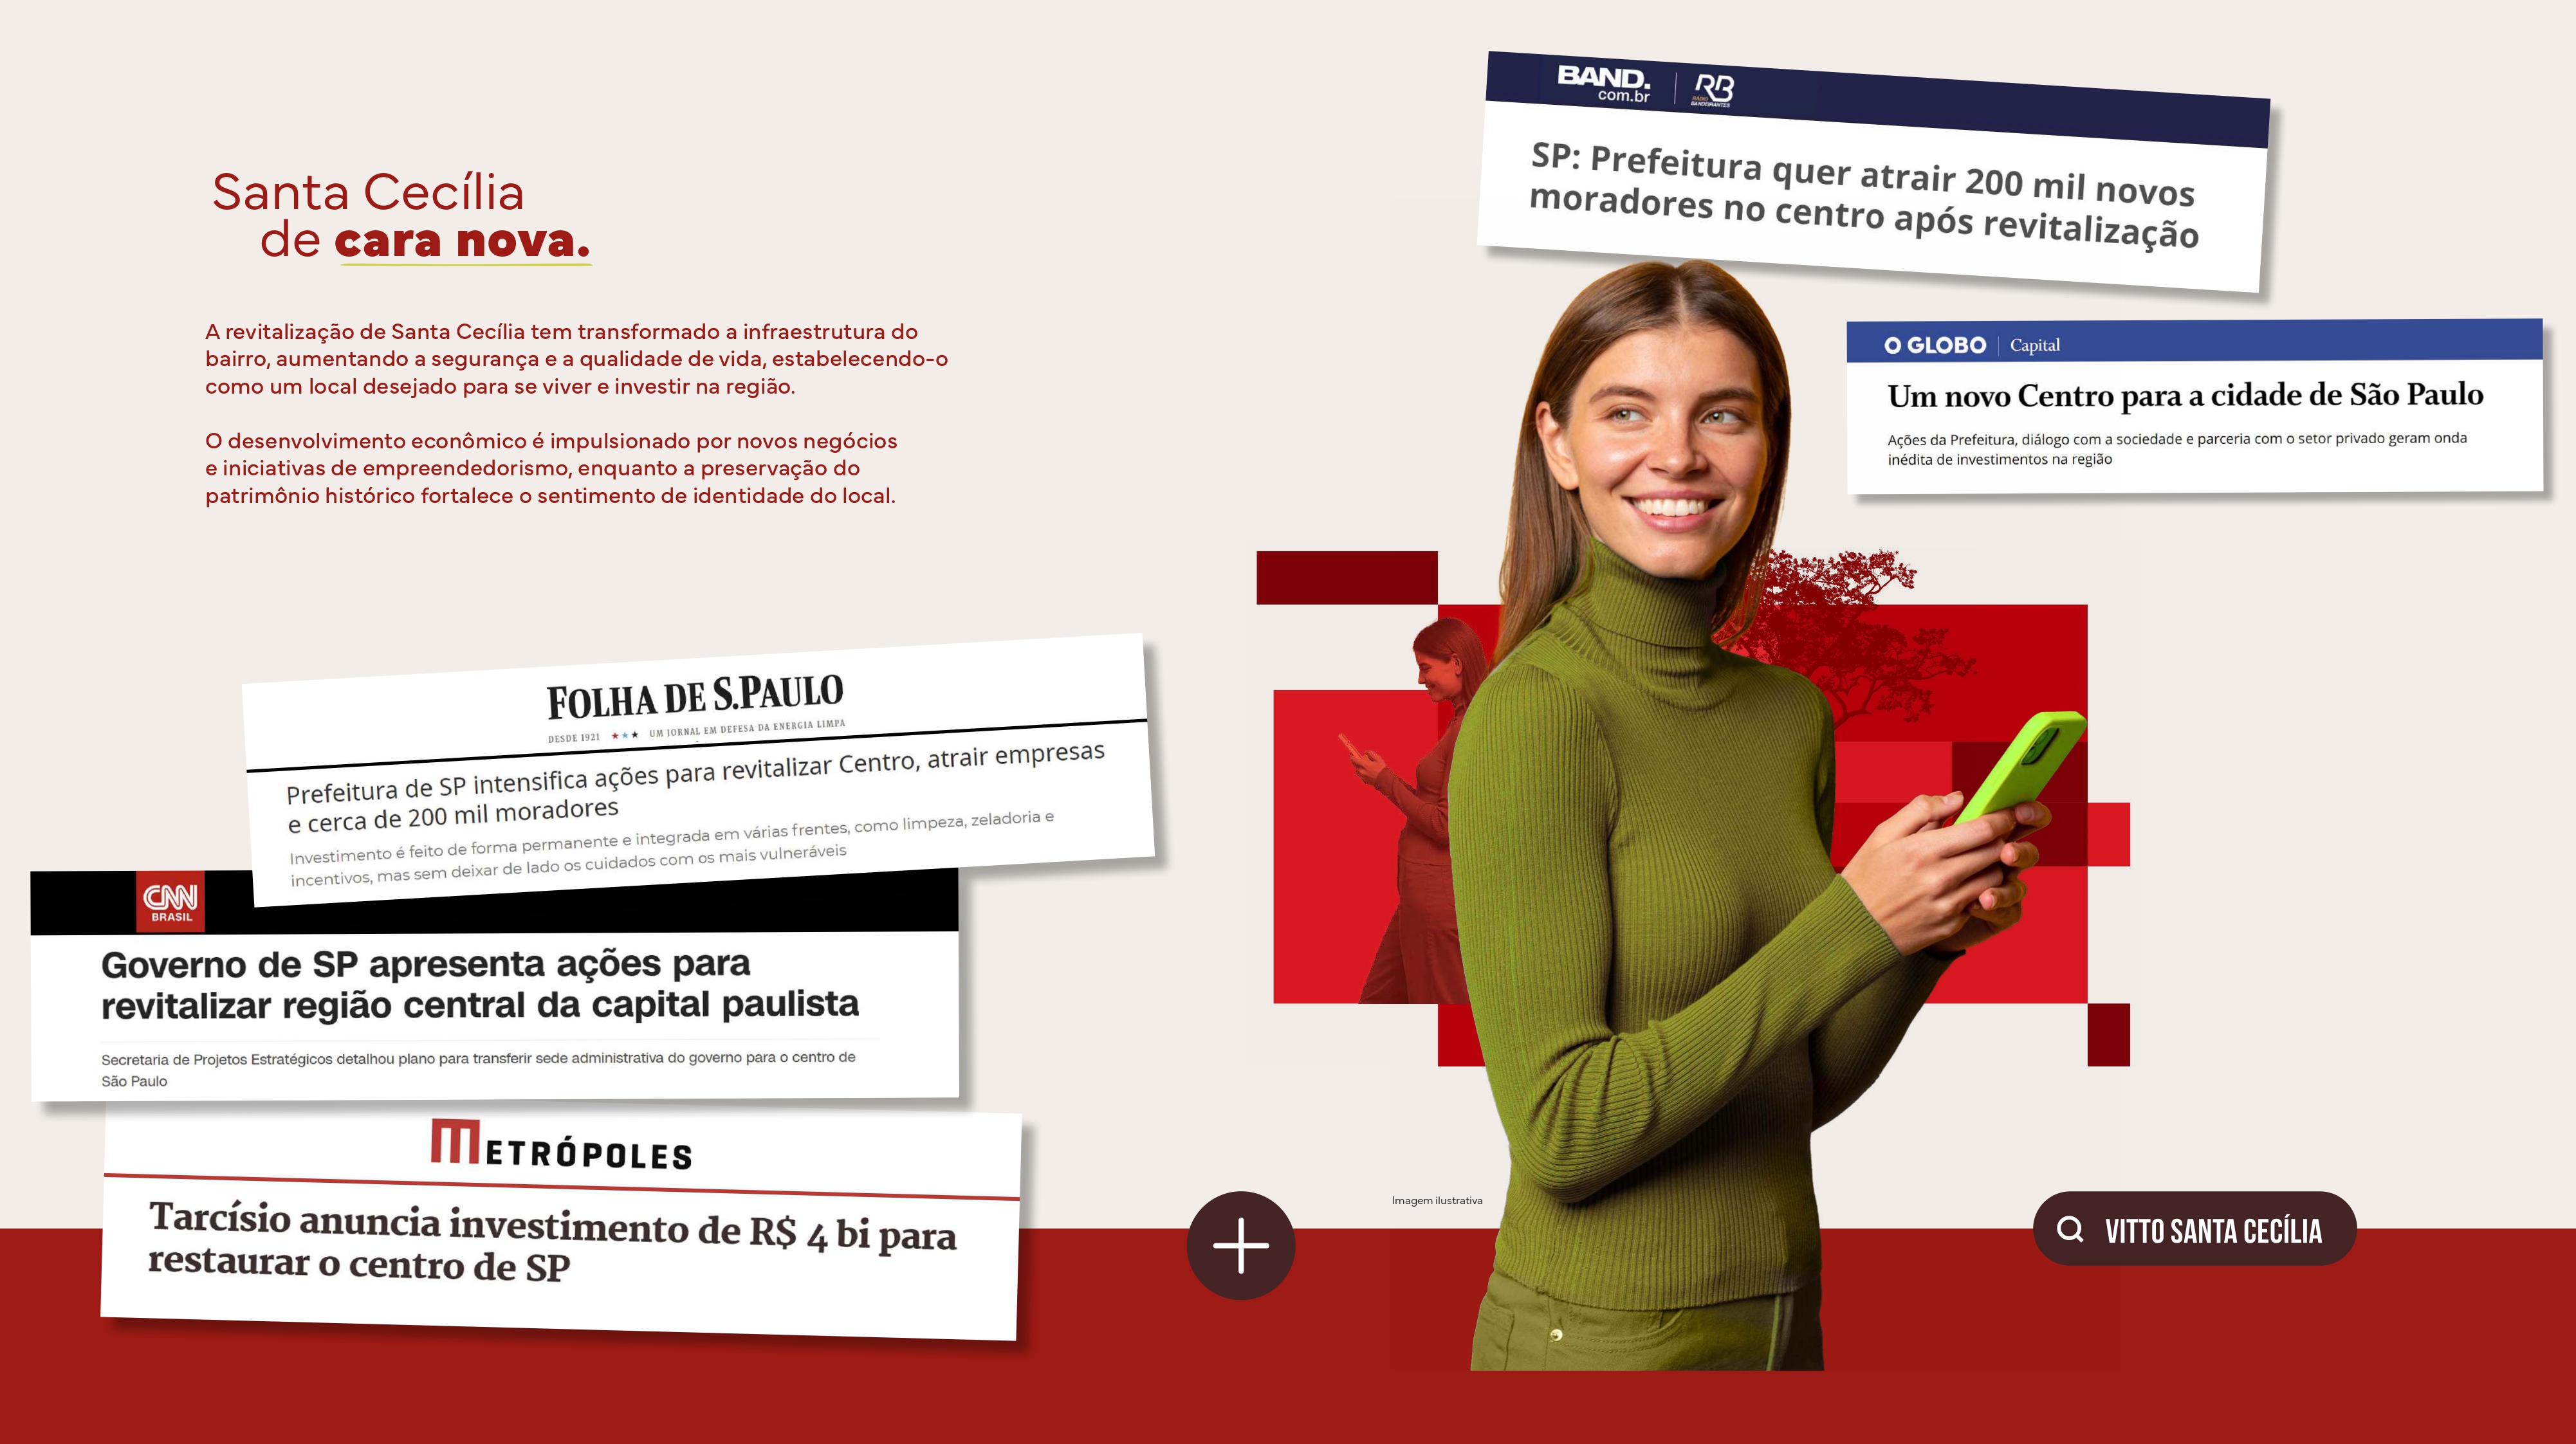 Santa Cecília
de cara nova.
A revitalização de Santa Cecília tem transformado a infraestrutura do
bairro, aumentando a segurança e a qualidade de vida, estabelecendo-o
como um local desejado para se viver e investir na região.
O desenvolvimento econômico é impulsionado por novos negócios
e iniciativas de empreendedorismo, enquanto a preservação do
patrimônio histórico fortalece o sentimento de identidade do local.
FOLHA DE S.PAULO
DESDE 1921 ★★★ UM JORNAL EM DEFESA DA ENERGIA LIMPA
Prefeitura de SP intensifica ações para revitalizar Centro, atrair empresas
e cerca de 200 mil moradores
Investimento é feito de forma permanente e integrada em várias frentes, como limpeza, zeladoria e
incentivos, mas sem deixar de lado os cuidados com os mais vulneráveis
CNN
BRASIL
Governo de SP apresenta ações para
revitalizar região central da capital paulista
Secretaria de Projetos Estratégicos detalhou plano para transferir sede administrativa do governo para o centro de
São Paulo
METRÓPOLES
Tarcísio anuncia investimento de R$ 4 bi para
restaurar o centro de SP
BAND.
com.br
RB
RÁDIO
BANDEIRANTES
SP: Prefeitura quer atrair 200 mil novos
moradores no centro após revitalização
O GLOBO | Capital
Um novo Centro para a cidade de São Paulo
Ações da Prefeitura, diálogo com a sociedade e parceria com o setor privado geram onda
inédita de investimentos na região
Imagem ilustrativa
VITTO SANTA CECÍLIA